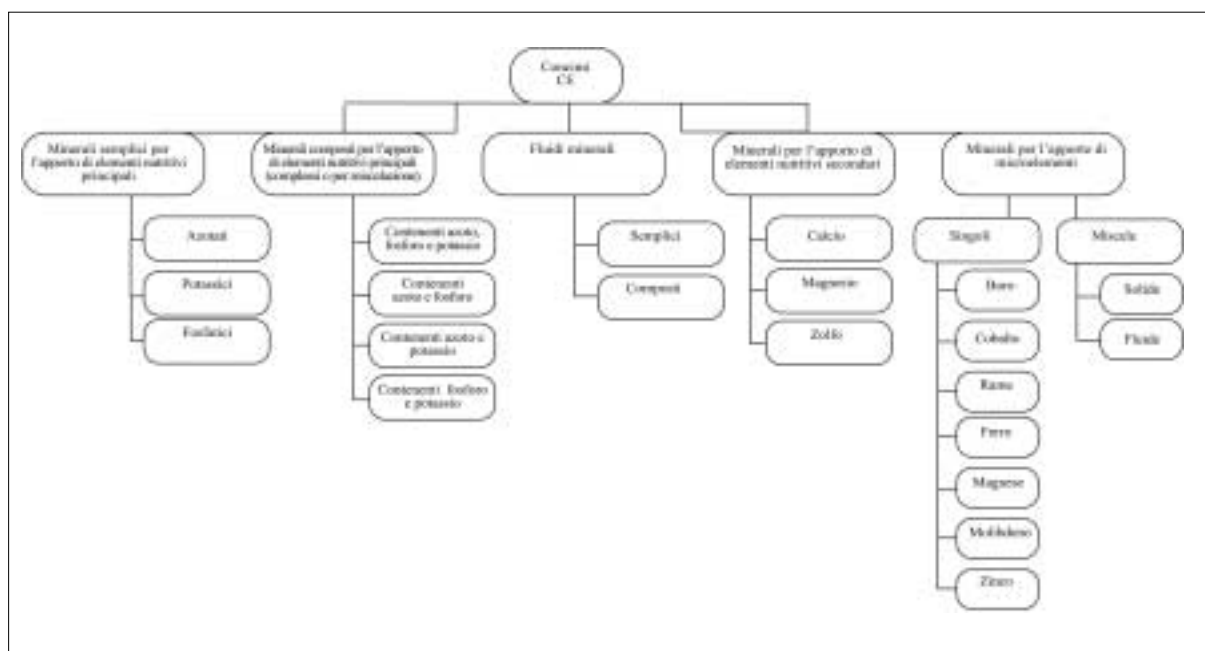 Concimi
CE
Minerali semplici per
l'apporto di elementi nutritivi
principali
Minerali composti per l'apporto
di elementi nutritivi principali
(complessi o per miscelazione)
Fluidi minerali
Minerali per l'apporto di
elementi nutritivi secondari
Minerali per l'apporto di
microelementi
Azotati
Potassici
Fosfatici
Contenenti azoto,
fosforo e potassio
Contenenti
azoto e fosforo
Contenenti azoto e
potassio
Contenenti fosforo
e potassio
Semplici
Composti
Calcio
Magnesio
Zolfo
Singoli
Boro
Cobalto
Rame
Ferro
Magnese
Molibdeno
Zinco
Miscele
Solide
Fluide